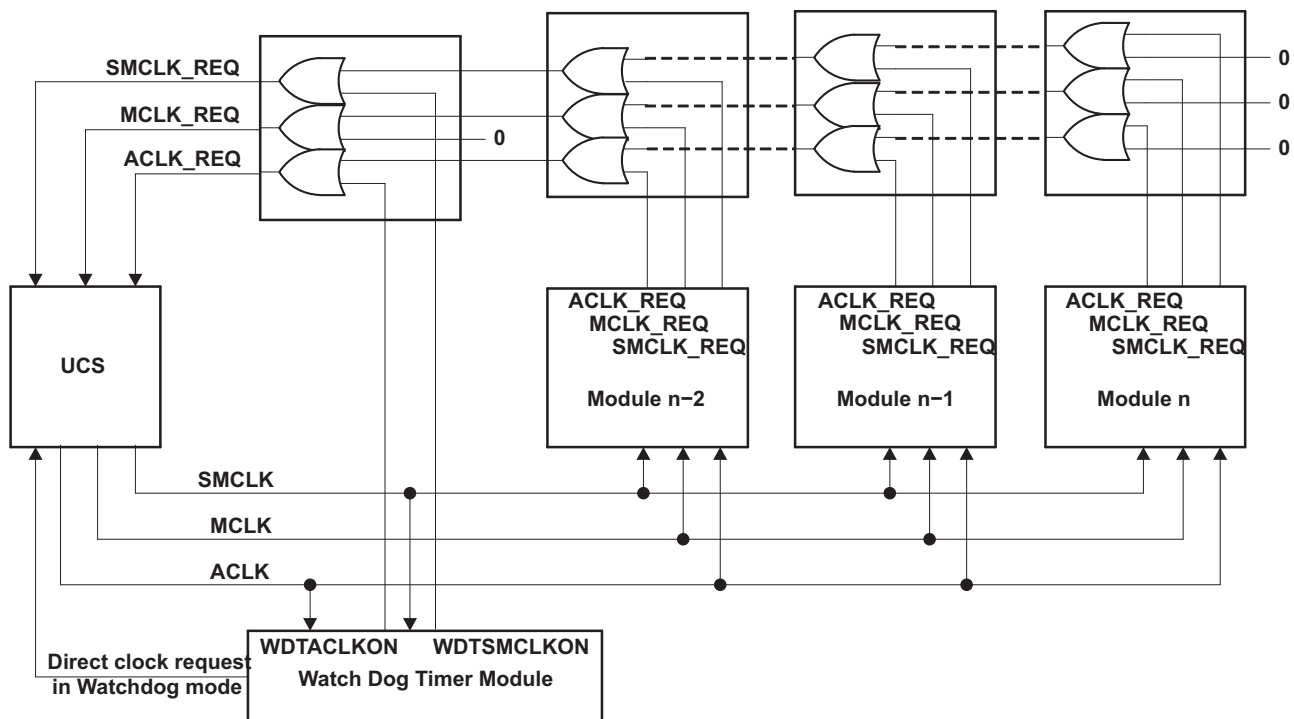 SMCLK_REQ
MCLK_REQ
ACLK_REQ
0
0
0
0
UCS
ACLK_REQ
MCLK_REQ
SMCLK_REQ
Module n−2
ACLK_REQ
MCLK_REQ
SMCLK_REQ
Module n−1
ACLK_REQ
MCLK_REQ
SMCLK_REQ
Module n
SMCLK
MCLK
ACLK
Direct clock request
in Watchdog mode
WDTACLKON
WDTSMCLKON
Watch Dog Timer Module